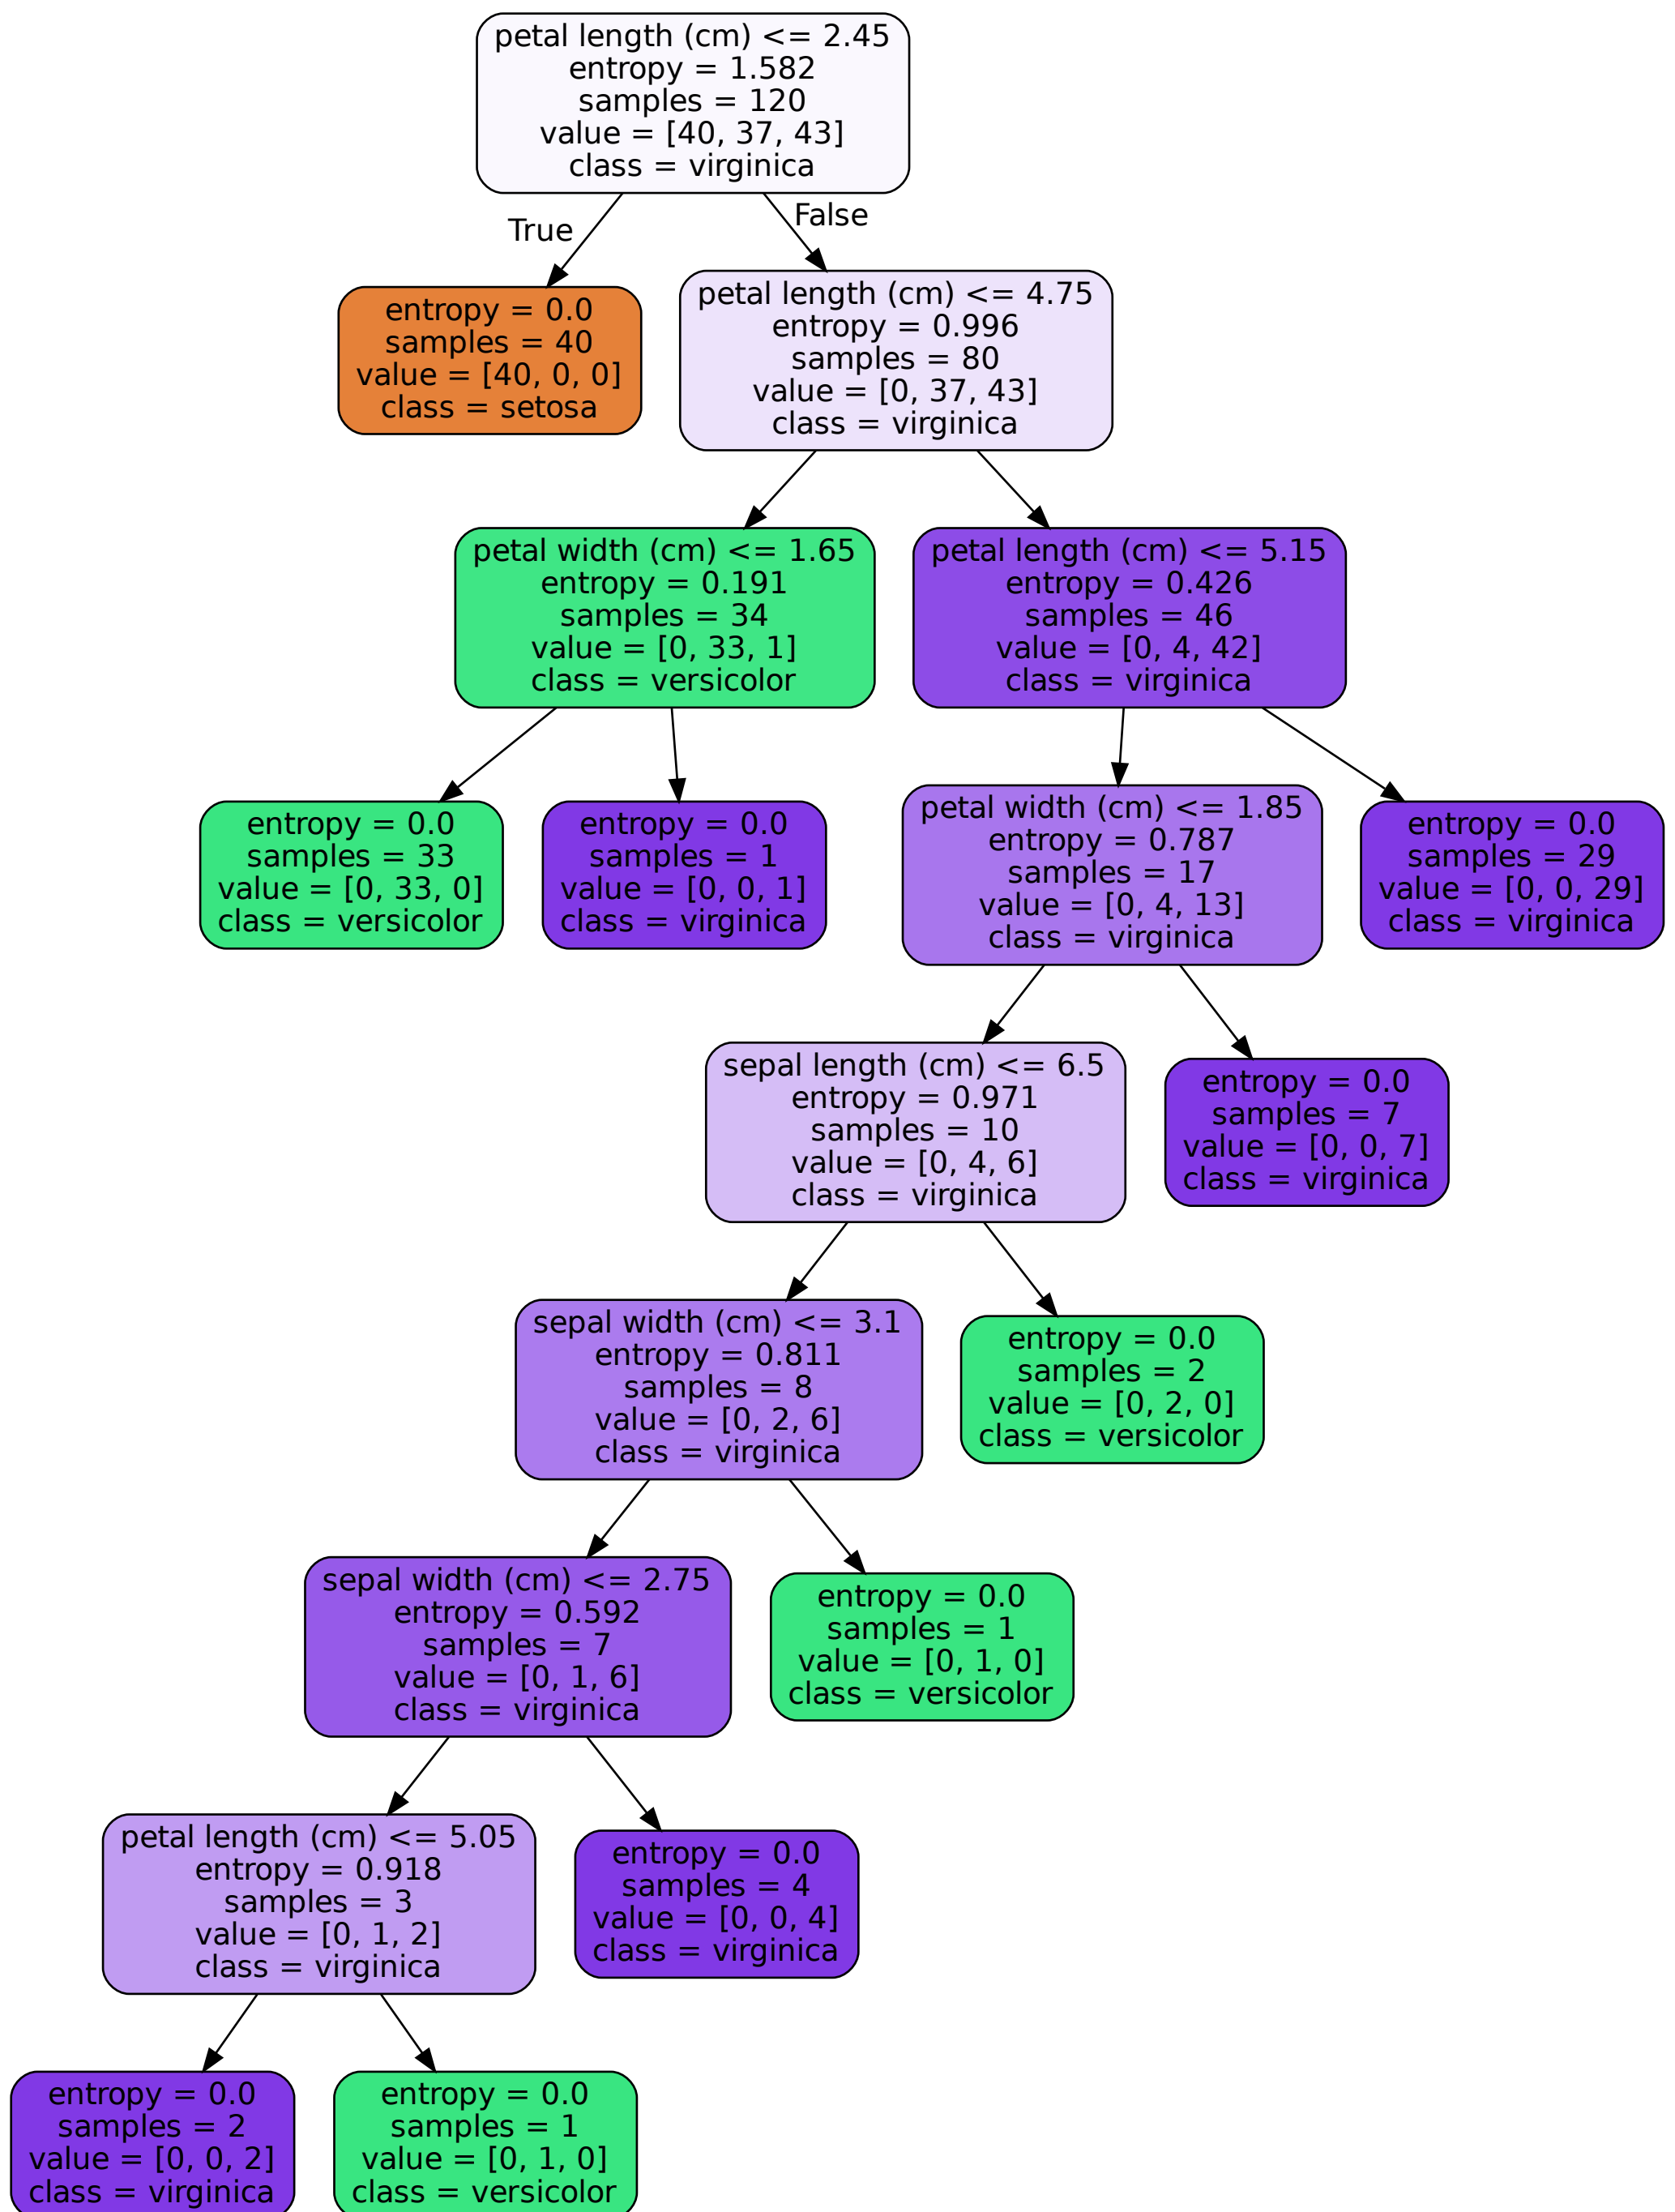 petal length (cm) <= 2.45
entropy = 1.582
samples = 120
value = [40, 37, 43]
class = virginica
True
False
entropy = 0.0
samples = 40
value = [40, 0, 0]
class = setosa
petal length (cm) <= 4.75
entropy = 0.996
samples = 80
value = [0, 37, 43]
class = virginica
petal width (cm) <= 1.65
entropy = 0.191
samples = 34
value = [0, 33, 1]
class = versicolor
petal length (cm) <= 5.15
entropy = 0.426
samples = 46
value = [0, 4, 42]
class = virginica
entropy = 0.0
samples = 33
value = [0, 33, 0]
class = versicolor
entropy = 0.0
samples = 1
value = [0, 0, 1]
class = virginica
petal width (cm) <= 1.85
entropy = 0.787
samples = 17
value = [0, 4, 13]
class = virginica
entropy = 0.0
samples = 29
value = [0, 0, 29]
class = virginica
sepal length (cm) <= 6.5
entropy = 0.971
samples = 10
value = [0, 4, 6]
class = virginica
entropy = 0.0
samples = 7
value = [0, 0, 7]
class = virginica
sepal width (cm) <= 3.1
entropy = 0.811
samples = 8
value = [0, 2, 6]
class = virginica
entropy = 0.0
samples = 2
value = [0, 2, 0]
class = versicolor
sepal width (cm) <= 2.75
entropy = 0.592
samples = 7
value = [0, 1, 6]
class = virginica
entropy = 0.0
samples = 1
value = [0, 1, 0]
class = versicolor
petal length (cm) <= 5.05
entropy = 0.918
samples = 3
value = [0, 1, 2]
class = virginica
entropy = 0.0
samples = 4
value = [0, 0, 4]
class = virginica
entropy = 0.0
samples = 2
value = [0, 0, 2]
class = virginica
entropy = 0.0
samples = 1
value = [0, 1, 0]
class = versicolor